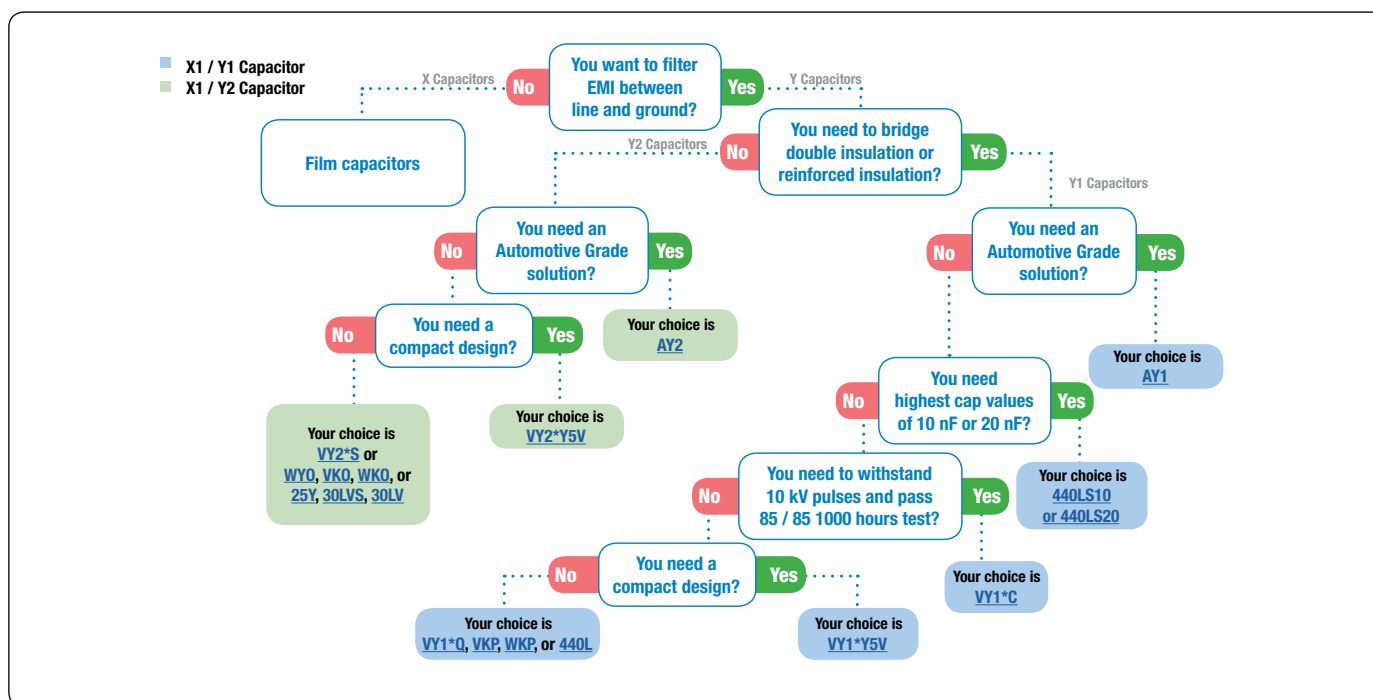 X1 / Y1 Capacitor
X1 / Y2 Capacitor
X Capacitors
No
You want to filter
EMI between
line and ground?
Yes
Y Capacitors
Film capacitors
Y2 Capacitors
No
You need to bridge
double insulation or
reinforced insulation?
Yes
Y1 Capacitors
No
You need an
Automotive Grade
solution?
Yes
No
You need an
Automotive Grade
solution?
Yes
No
You need a
compact design?
Yes
Your choice is
AY2
Your choice is
AY1
No
You need
highest cap values
of 10 nF or 20 nF?
Yes
Your choice is
VY2*S or
WYO, VKO, WKO, or
25Y, 30LVS, 30LV
Your choice is
VY2*Y5V
No
You need to withstand
10 kV pulses and pass
85 / 85 1000 hours test?
Yes
Your choice is
440LS10
or 440LS20
No
You need a
compact design?
Yes
Your choice is
VY1*C
Your choice is
VY1*Q, VKP, WKP, or 440L
Your choice is
VY1*Y5V